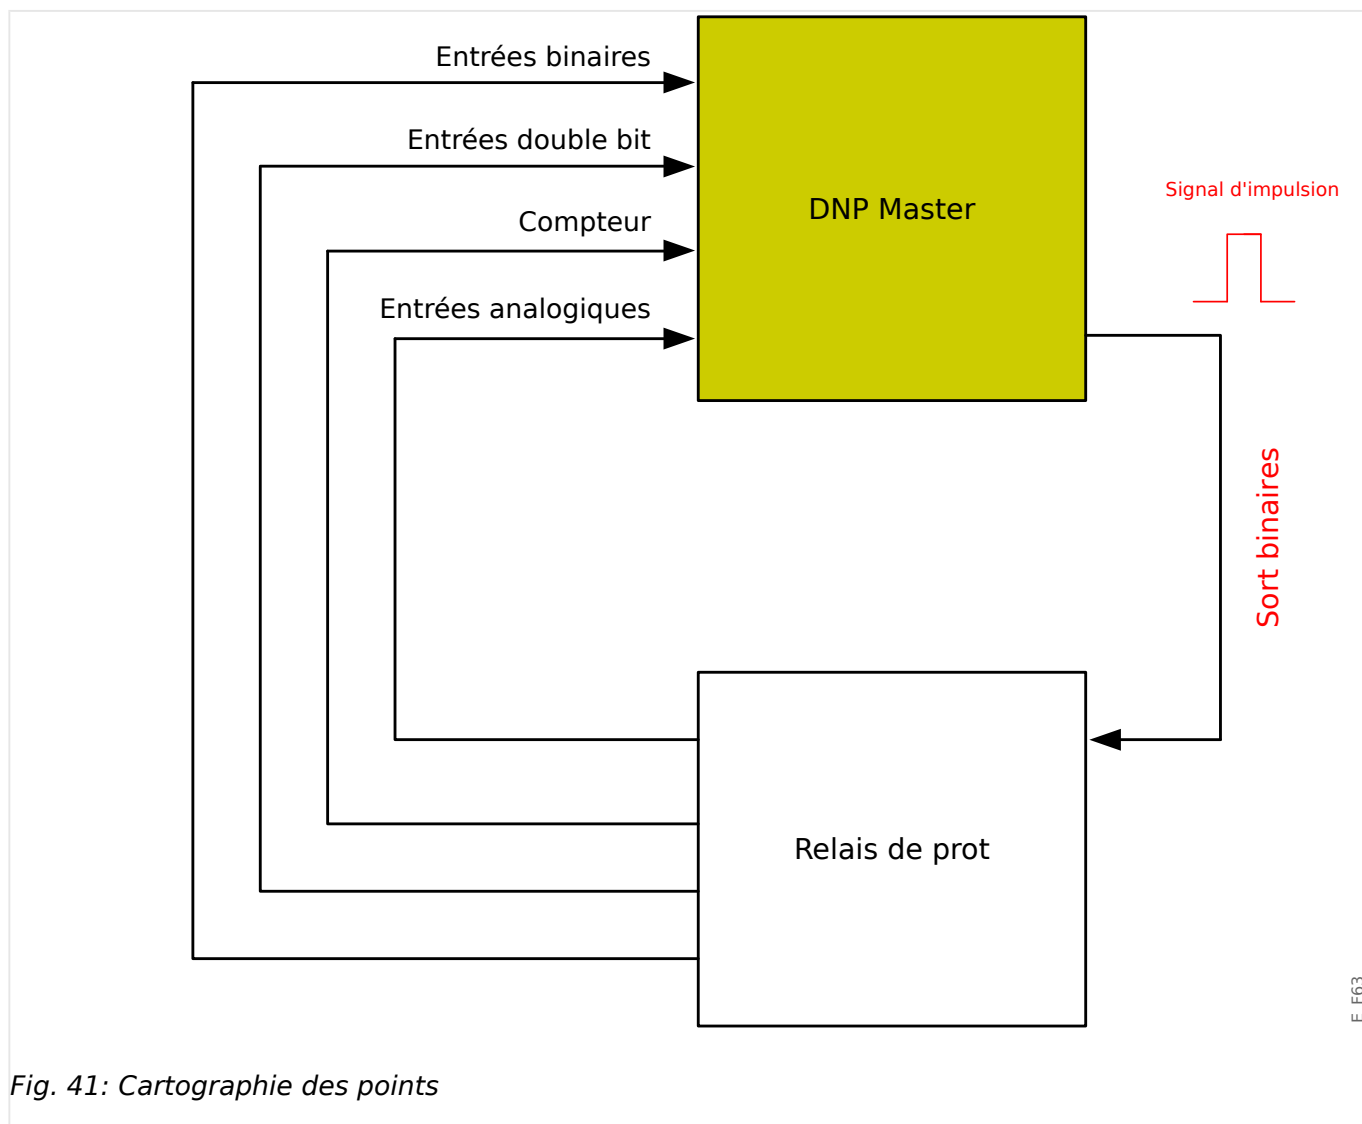 Entrées binaires
Entrées double bit
Compteur
Entrées analogiques
DNP Master
Signal d'impulsion
Sort binaires
Relais de prot
Fig. 41: Cartographie des points